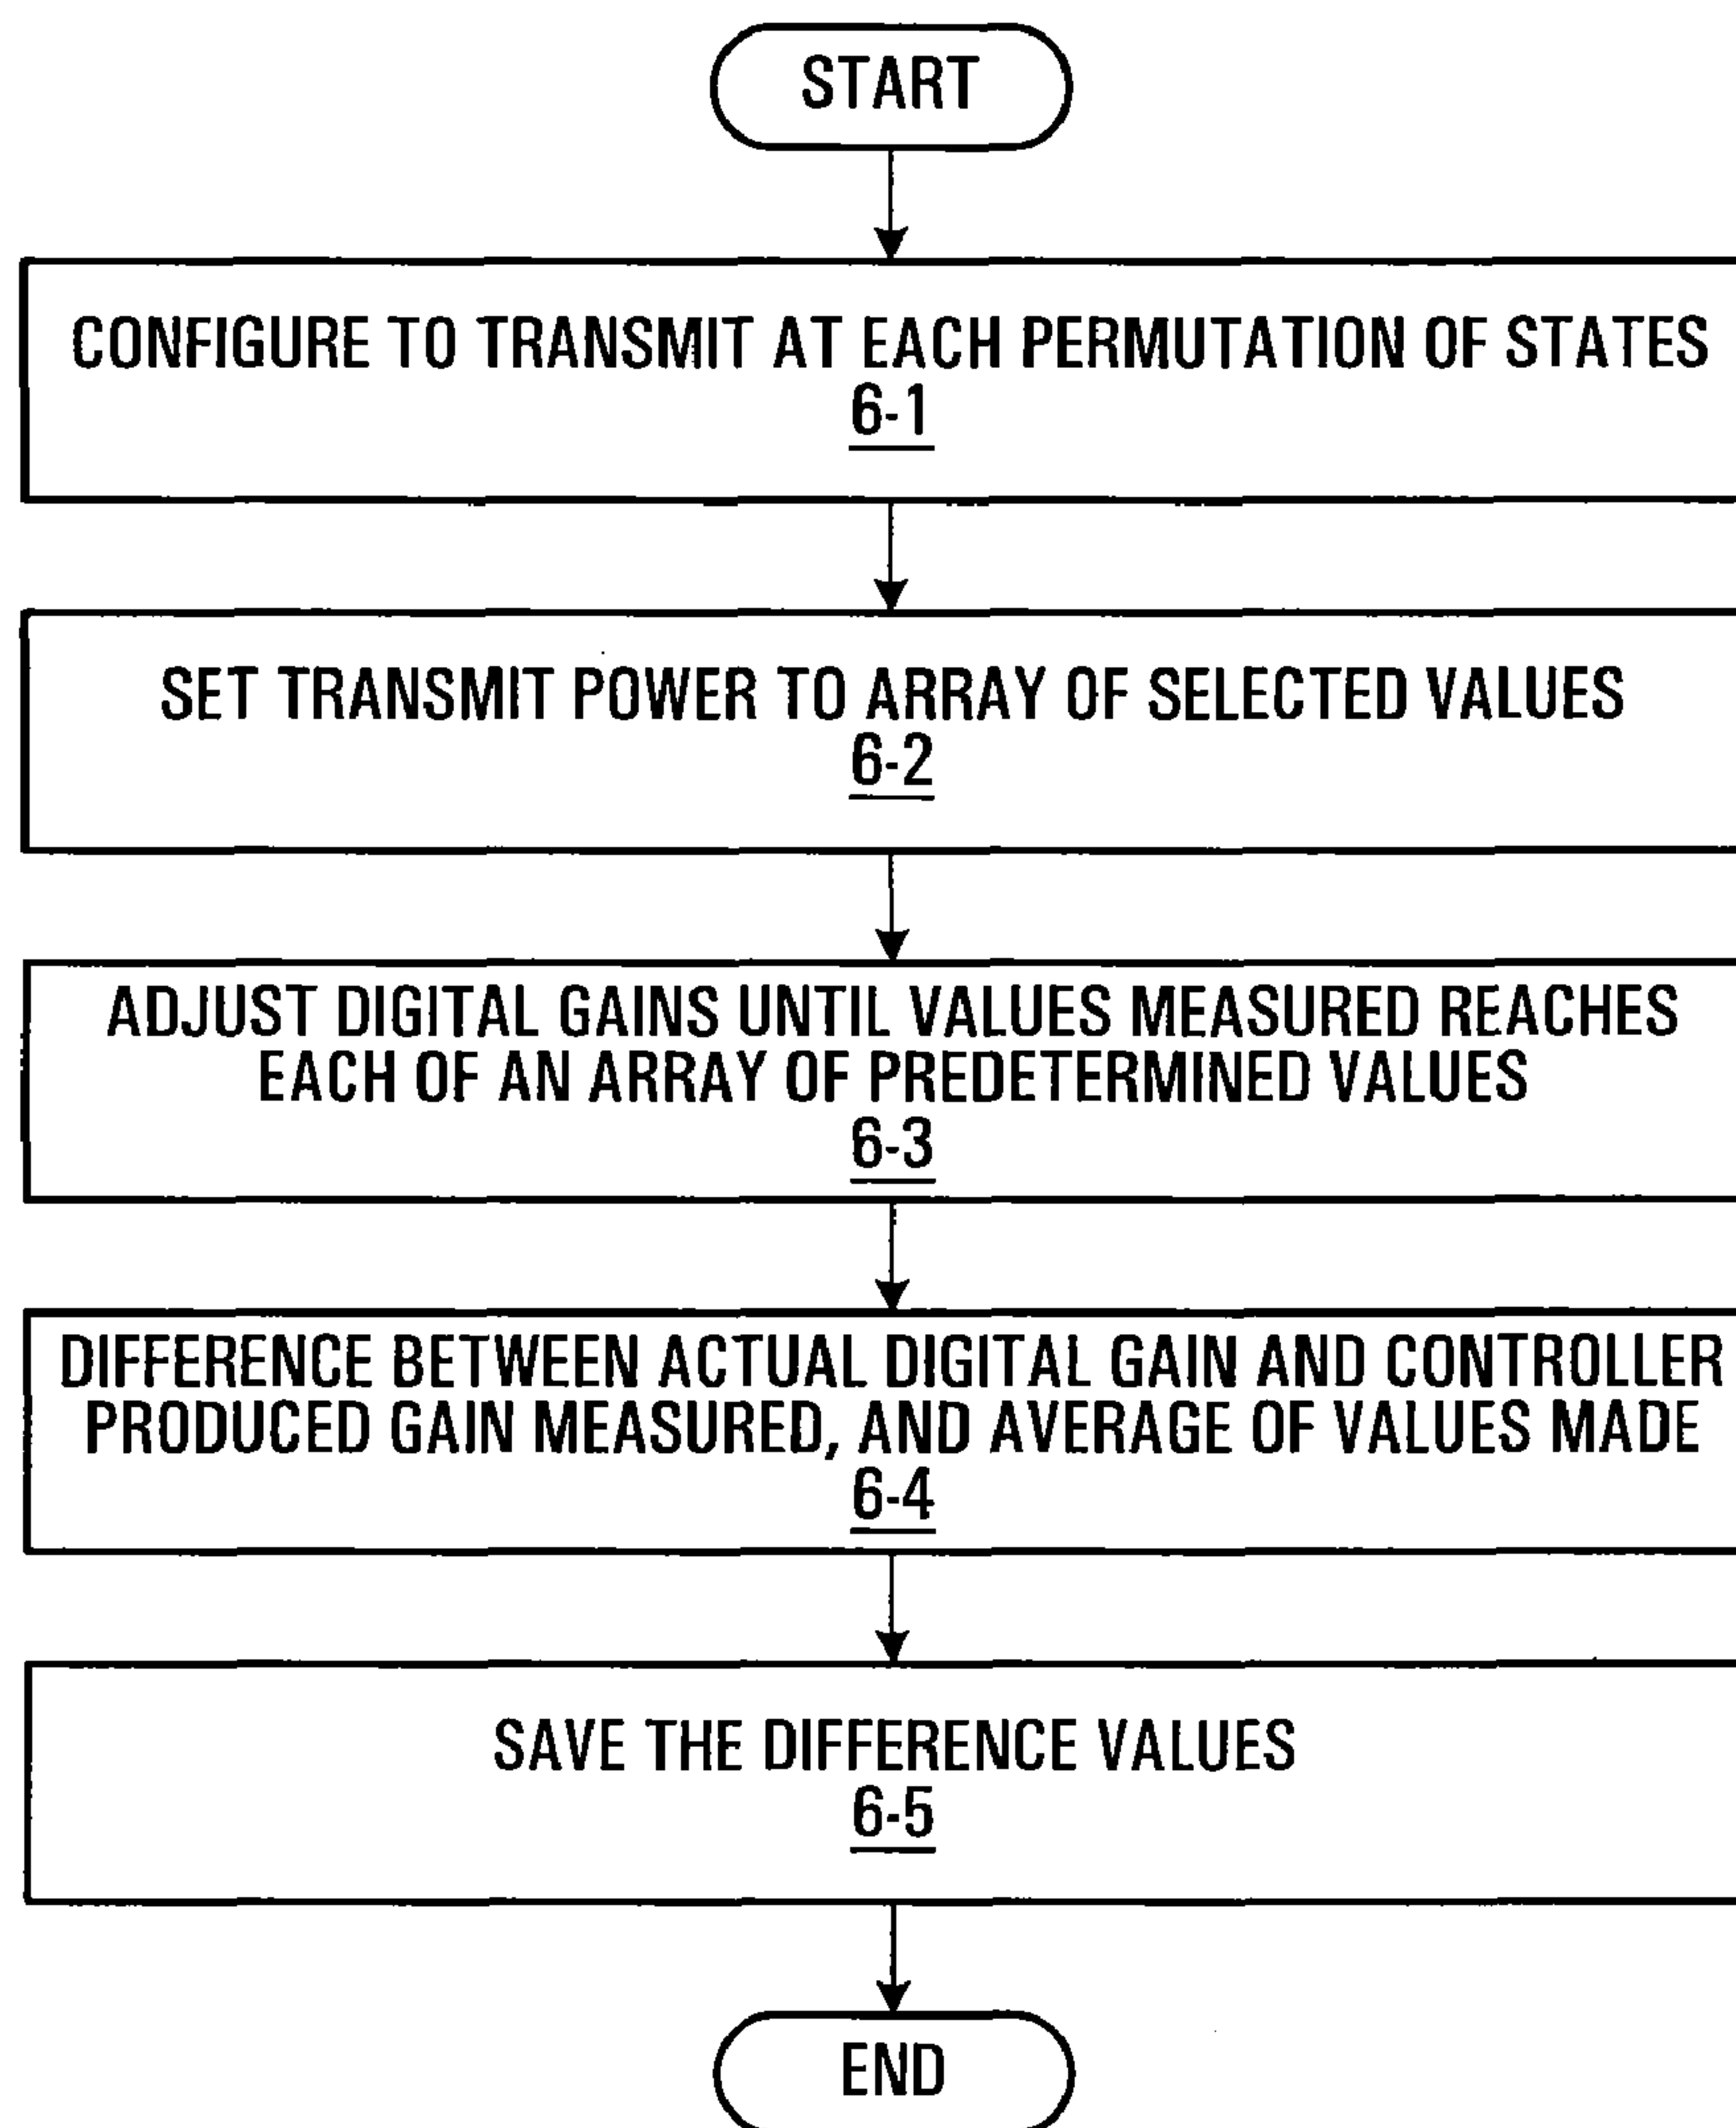 START
CONFIGURE TO TRANSMIT AT EACH PERMUTATION OF STATES
6-1
SET TRANSMIT POWER TO ARRAY OF SELECTED VALUES
6-2
ADJUST DIGITAL GAINS UNTIL VALUES MEASURED REACHES
EACH OF AN ARRAY OF PREDETERMINED VALUES
6-3
DIFFERENCE BETWEEN ACTUAL DIGITAL GAIN AND CONTROLLER
PRODUCED GAIN MEASURED, AND AVERAGE OF VALUES MADE
6-4
SAVE THE DIFFERENCE VALUES
6-5
END